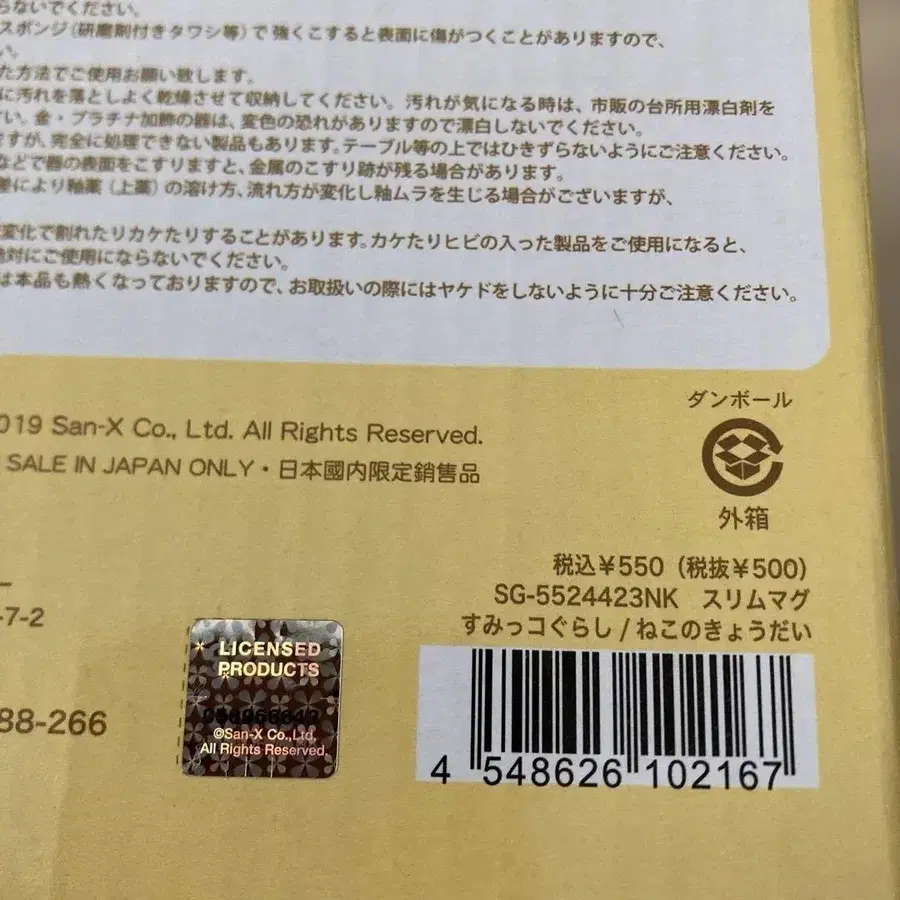 らないでください。
スポンジ（研磨剤付きタワシ等）で強くこすると表面に傷がつくことがありますので、
い。
た方法でご使用お願い致します。
に汚れを落としよく乾燥させて収納してください。汚れが気になる時は、市販の台所用漂白剤を
さい。金・プラチナ加飾の器は、変色の恐れがありますので漂白しないでください。
ますが、完全に処理できない製品もあります。テーブル等の上ではひきずらないようにご注意ください。
などで器の表面をこすりますと、金属のこすり跡が残る場合があります。
差により釉薬（上薬）の溶け方、流れ方が変化し釉ムラを生じる場合がございますが、
変化で割れたりカケたりすることがあります。カケたりヒビの入った製品をご使用になると、
絶対にご使用にならないでください。
は本品も熱くなっておりますので、お取扱いの際にはヤケドをしないように十分ご注意ください。
ダンボール
外箱
019 San-X Co., Ltd. All Rights Reserved.
SALE IN JAPAN ONLY・日本國内限定銷售品
税込¥550（税抜¥500）
SG-5524423NK スリムマグ
すみっコぐらし / ねこのきょうだい
ー
-7-2
88-266
LICENSED
PRODUCTS
©San-X Co.,Ltd.
All Rights Reserved.
4 548626 102167